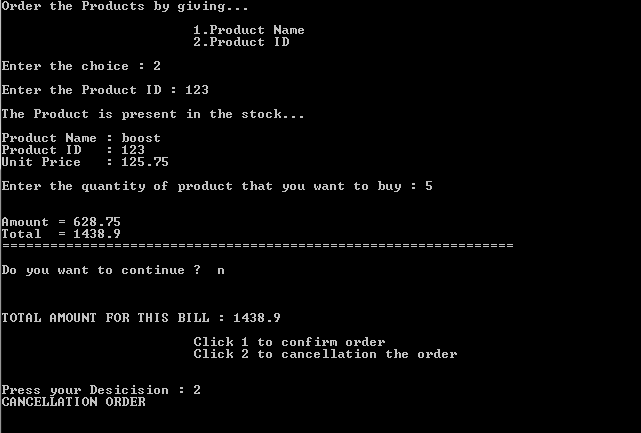 Order the Products by giving...
1.Product Name
2.Product ID
Enter the choice : 2
Enter the Product ID : 123
The Product is present in the stock...
Product Name : boost
Product ID   : 123
Unit Price   : 125.75
Enter the quantity of product that you want to buy : 5
Amount = 628.75
Total  = 1438.9
================================================================
Do you want to continue ?  n
TOTAL AMOUNT FOR THIS BILL : 1438.9
Click 1 to confirm order
Click 2 to cancellation the order
Press your Desicision : 2
CANCELLATION ORDER